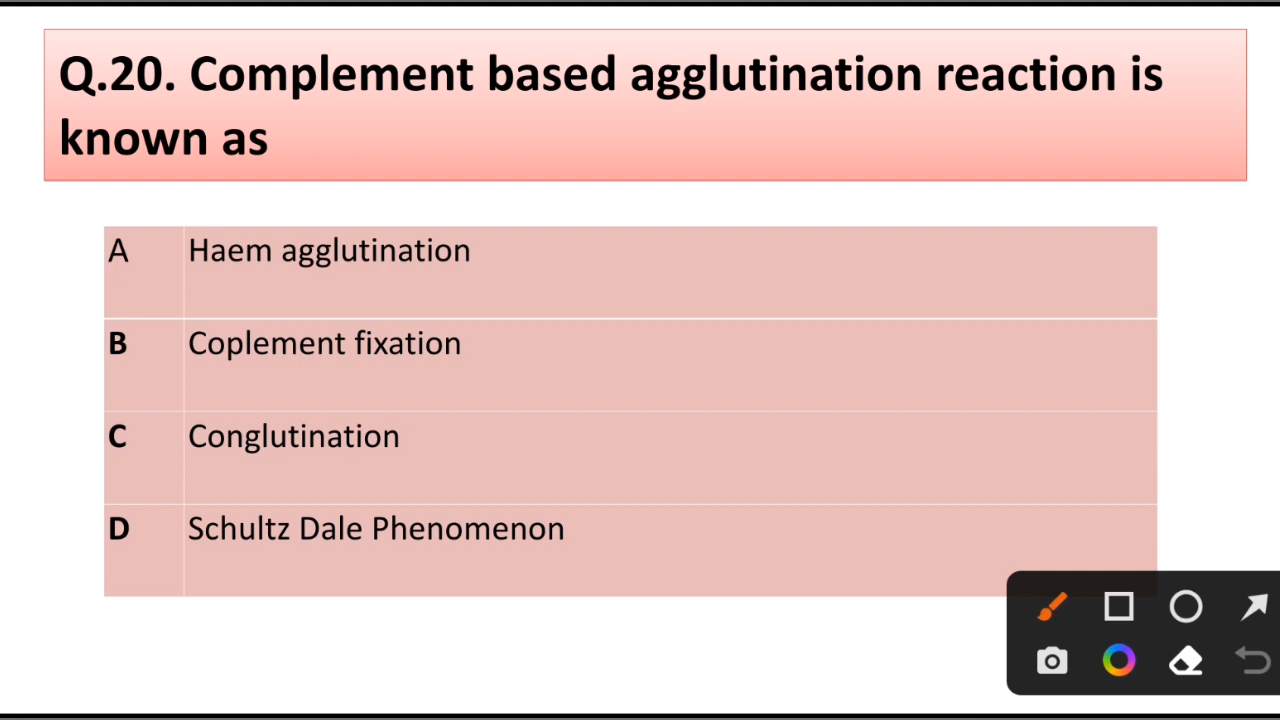 Q.20. Complement based agglutination reaction is
known as
A Haem agglutination
B Coplement fixation
C Conglutination
D Schultz Dale Phenomenon